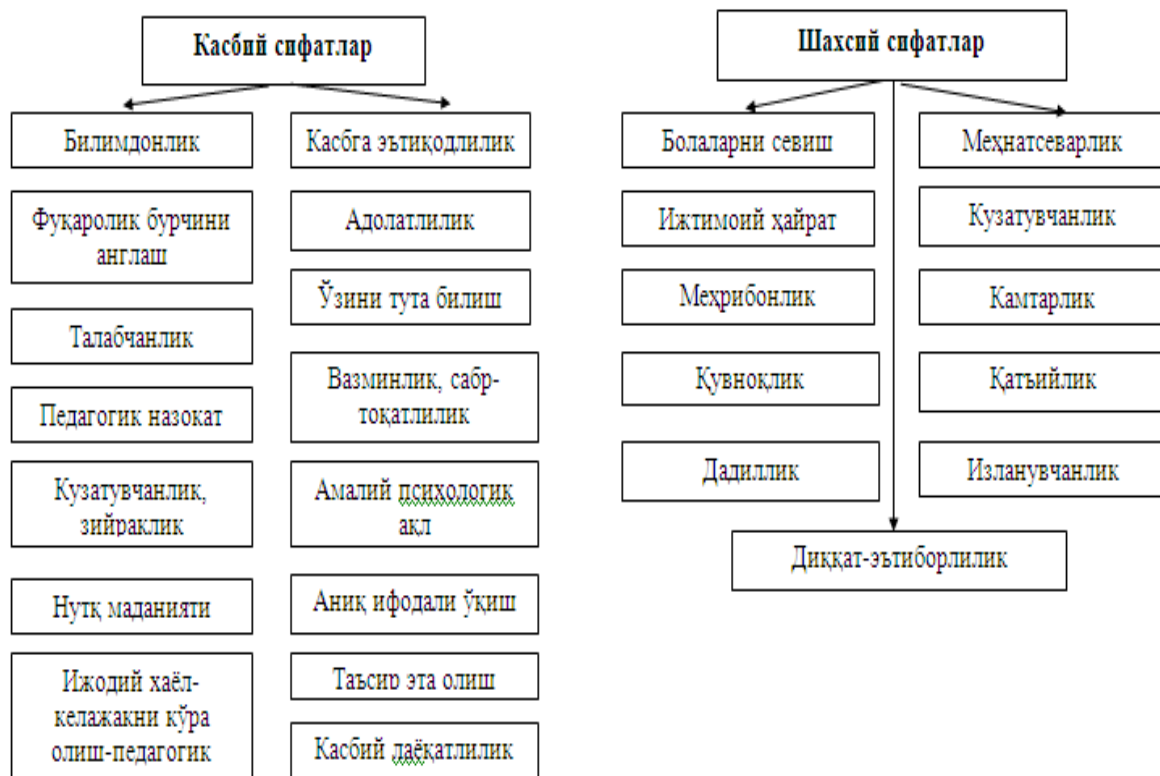 Касбий сифатлар
Билимдонлик
Фуқаролик бурчини
англаш
Талабчанлик
Педагогик назокат
Кузатувчанлик,
зийраклик
Нутқ маданияти
Ижодий хаёл-
келажакни кўра
олиш-педагогик
Касбга эътиқодлилик
Адолатлилик
Ўзини тута билиш
Вазминлик, сабр-
тоқатлилик
Амалий психологик
ақл
Аниқ ифодали ўқиш
Таъсир эта олиш
Касбий лаёқатлилик
Шахсий сифатлар
Болаларни севиш
Ижтимоий ҳайрат
Меҳрибонлик
Қувноқлик
Дадиллик
Меҳнатсеварлик
Кузатувчанлик
Камтарлик
Қатъийлик
Изланувчанлик
Диққат-эътиборлилик